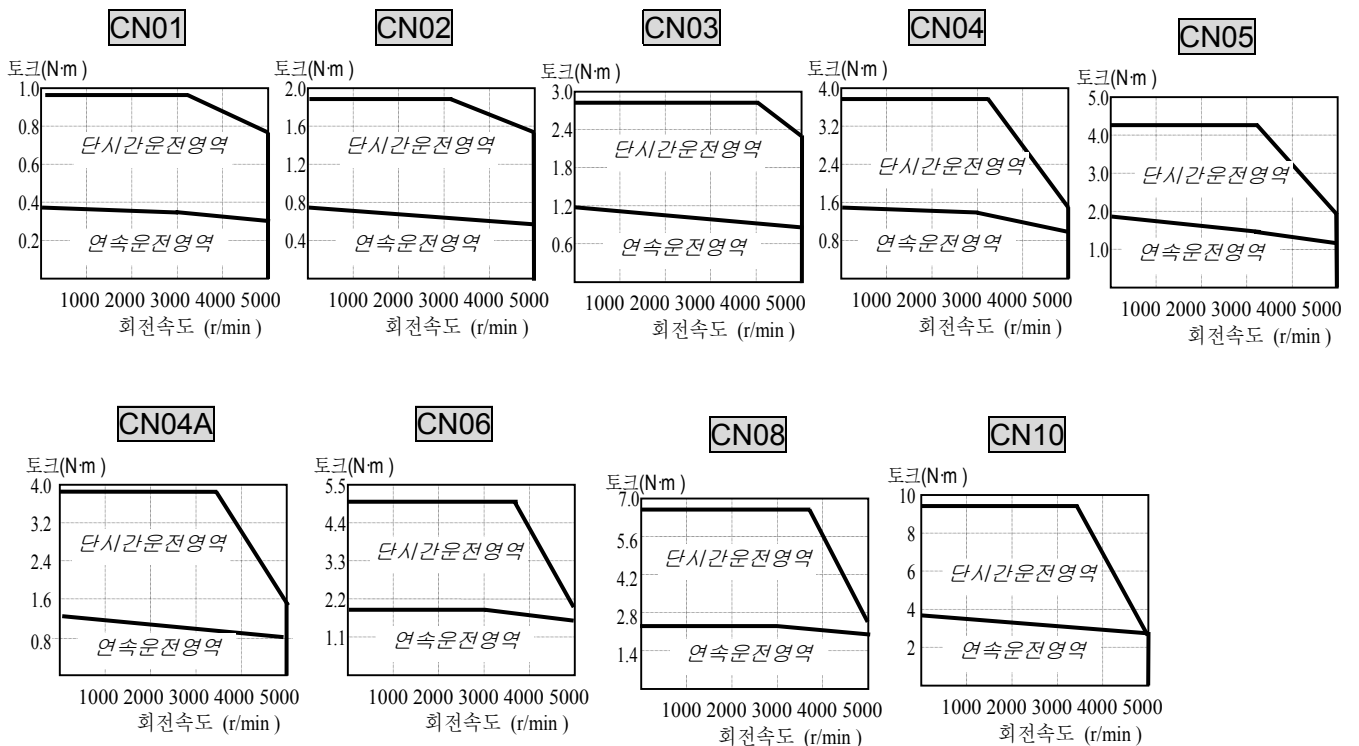 CN01
토크(N·m )
1.0
0.8
0.6
0.4
0.2
단시간운전영역
연속운전영역
1000 2000 3000 4000 5000
회전속도 (r/min )
CN02
토크(N·m )
2.0
1.6
1.2
0.8
0.4
단시간운전영역
연속운전영역
1000 2000 3000 4000 5000
회전속도 (r/min )
CN03
토크(N·m )
3.0
2.4
1.8
1.2
0.6
단시간운전영역
연속운전영역
1000 2000 3000 4000 5000
회전속도 (r/min )
CN04
토크(N·m )
4.0
3.2
2.4
1.6
0.8
단시간운전영역
연속운전영역
1000 2000 3000 4000 5000
회전속도 (r/min )
CN05
토크(N·m )
5.0
4.0
3.0
2.0
1.0
단시간운전영역
연속운전영역
1000 2000 3000 4000 5000
회전속도 (r/min )
CN04A
토크(N·m )
4.0
3.2
2.4
1.6
0.8
단시간운전영역
연속운전영역
1000 2000 3000 4000 5000
회전속도 (r/min )
CN06
토크(N·m )
5.5
4.4
3.3
2.2
1.1
단시간운전영역
연속운전영역
1000 2000 3000 4000 5000
회전속도 (r/min )
CN08
토크(N·m )
7.0
5.6
4.2
2.8
1.4
단시간운전영역
연속운전영역
1000 2000 3000 4000 5000
회전속도 (r/min )
CN10
토크(N·m )
10
8
6
4
2
단시간운전영역
연속운전영역
1000 2000 3000 4000 5000
회전속도 (r/min )